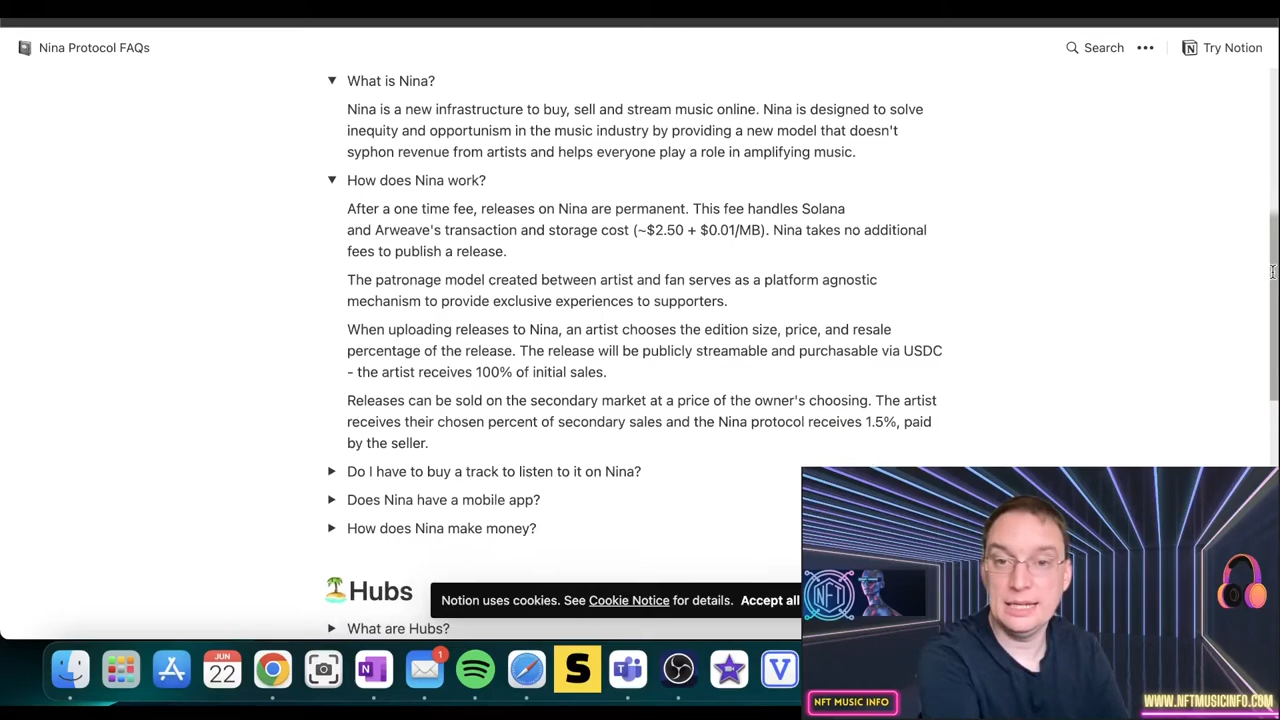 Nina Protocol FAQs
Search
Try Notion
What is Nina?
Nina is a new infrastructure to buy, sell and stream music online. Nina is designed to solve
inequity and opportunism in the music industry by providing a new model that doesn't
syphon revenue from artists and helps everyone play a role in amplifying music.
How does Nina work?
After a one time fee, releases on Nina are permanent. This fee handles Solana
and Arweave's transaction and storage cost (~$2.50 + $0.01/MB). Nina takes no additional
fees to publish a release.
The patronage model created between artist and fan serves as a platform agnostic
mechanism to provide exclusive experiences to supporters.
When uploading releases to Nina, an artist chooses the edition size, price, and resale
percentage of the release. The release will be publicly streamable and purchasable via USDC
- the artist receives 100% of initial sales.
Releases can be sold on the secondary market at a price of the owner's choosing. The artist
receives their chosen percent of secondary sales and the Nina protocol receives 1.5%, paid
by the seller.
Do I have to buy a track to listen to it on Nina?
Does Nina have a mobile app?
How does Nina make money?
Hubs
Notion uses cookies. See Cookie Notice for details. Accept all
What are Hubs?
NFT
JUN
22
N
1
S
V
NFT MUSIC INFO
WWW.NFTMUSICINFO.COM